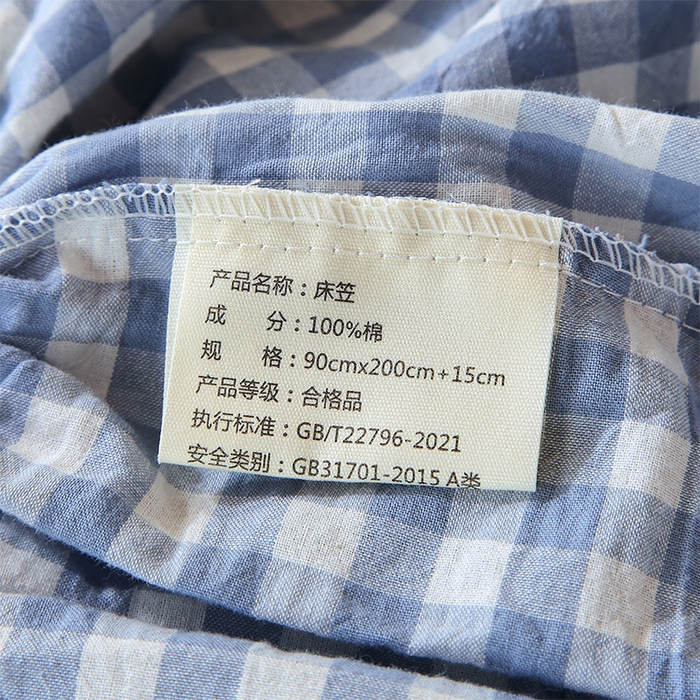 产品名称：床笠
成 分：100%棉
规 格：90cmx200cm+15cm
产品等级：合格品
执行标准：GB/T22796-2021
安全类别：GB31701-2015 A类